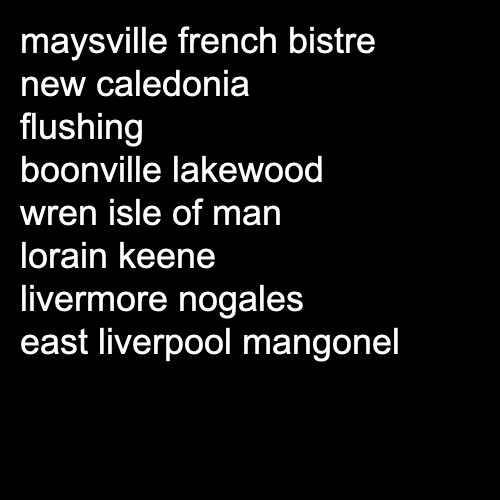 maysville french bistre
new caledonia
flushing
boonville lakewood
wren isle of man
lorain keene
livermore nogales
east liverpool mangonel